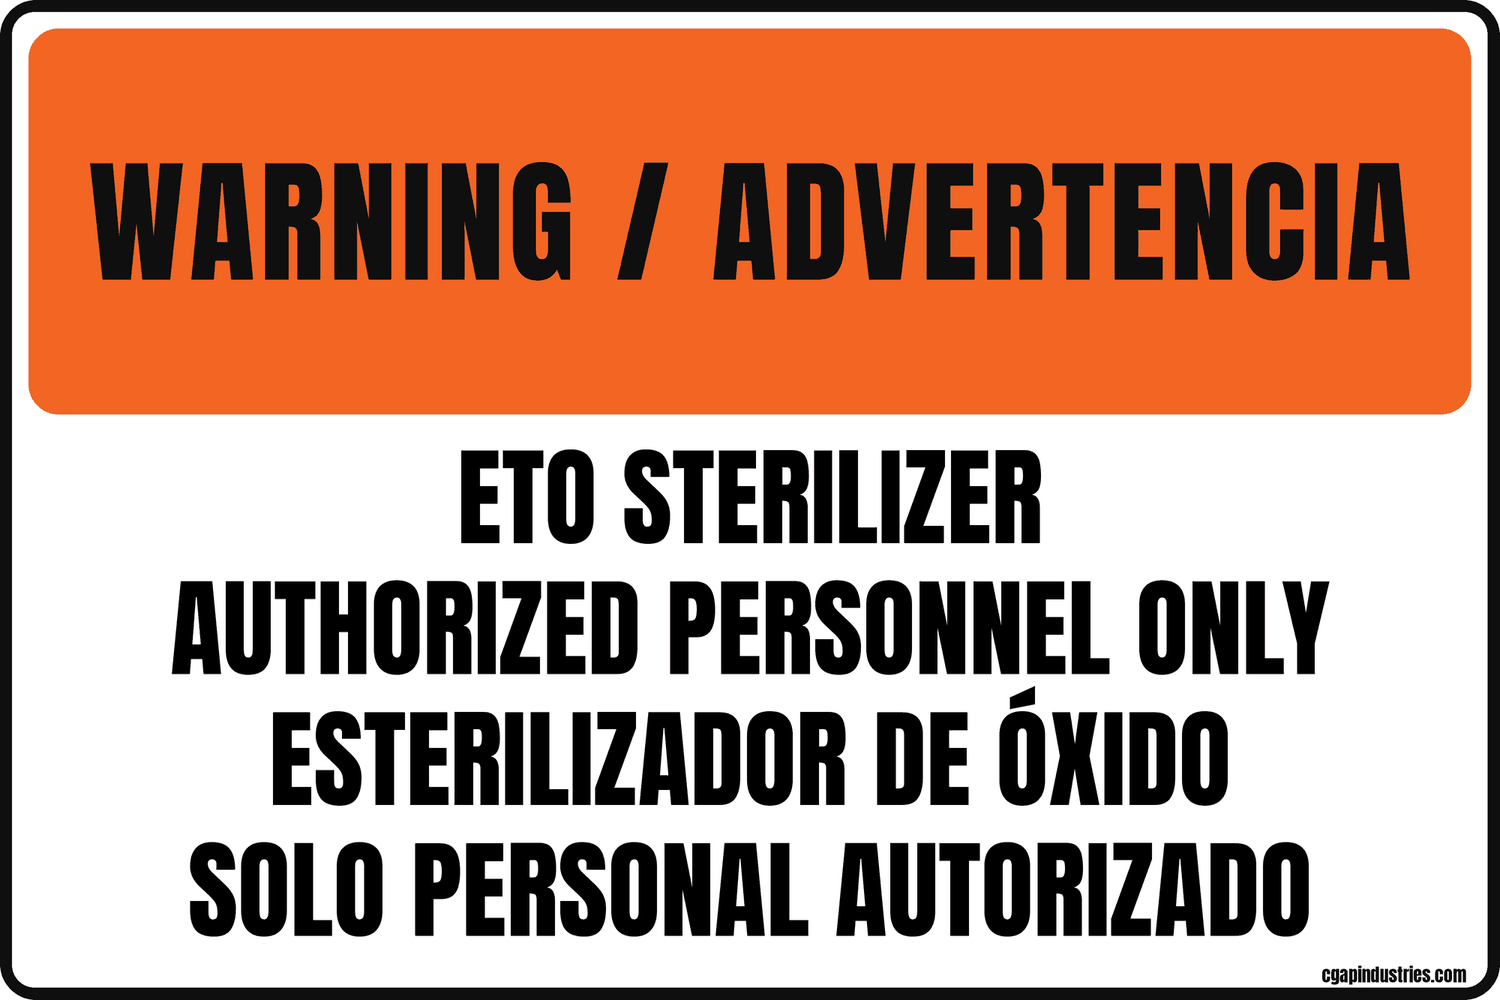 WARNING / ADVERTENCIA
ETO STERILIZER
AUTHORIZED PERSONNEL ONLY
ESTERILIZADOR DE ÓXIDO
SOLO PERSONAL AUTORIZADO
cgapindustries.com